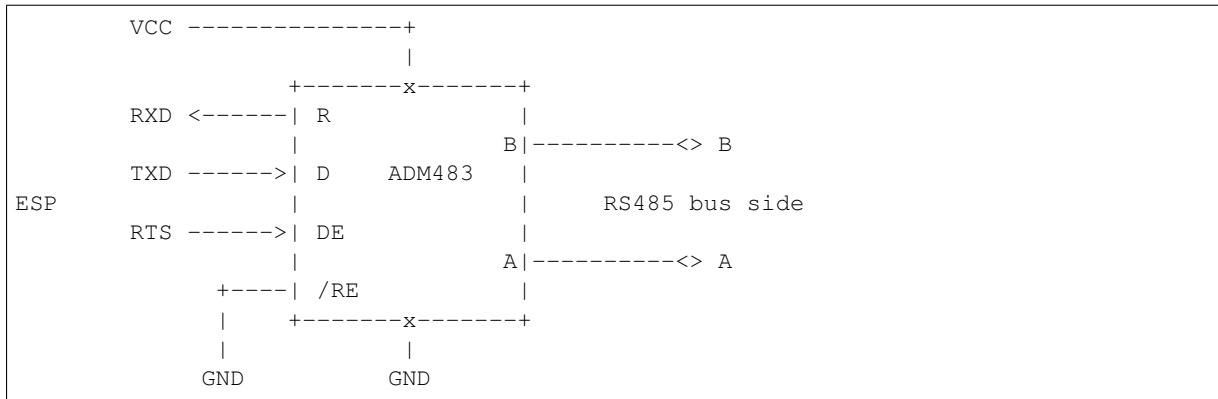 VCC ---------------+
|
+-------x-------+
RXD <------| R |
| B|----------<> B
TXD ------>| D ADM483 |
ESP | | RS485 bus side
RTS ------>| DE |
| A|----------<> A
+----| /RE |
| +-------x-------+
| |
GND GND